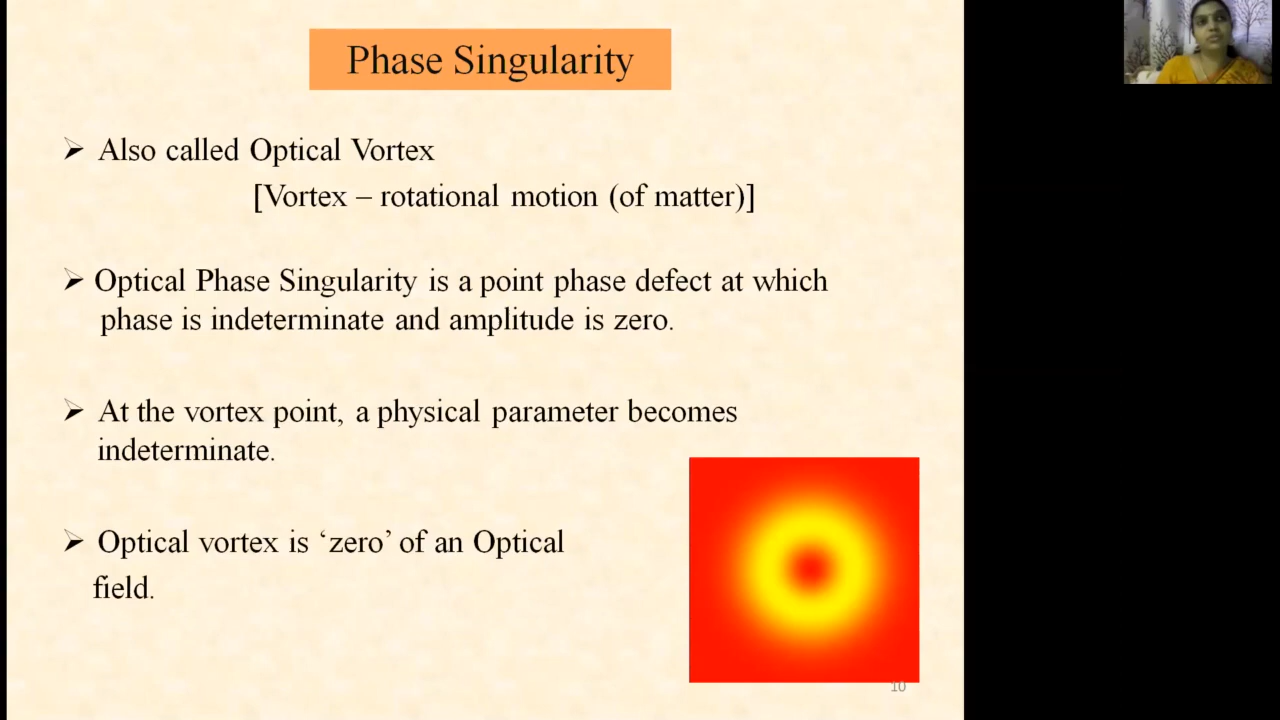 Phase Singularity
➢ Also called Optical Vortex
[Vortex – rotational motion (of matter)]
➢ Optical Phase Singularity is a point phase defect at which
phase is indeterminate and amplitude is zero.
➢ At the vortex point, a physical parameter becomes
indeterminate.
➢ Optical vortex is ‘zero’ of an Optical
field.
10